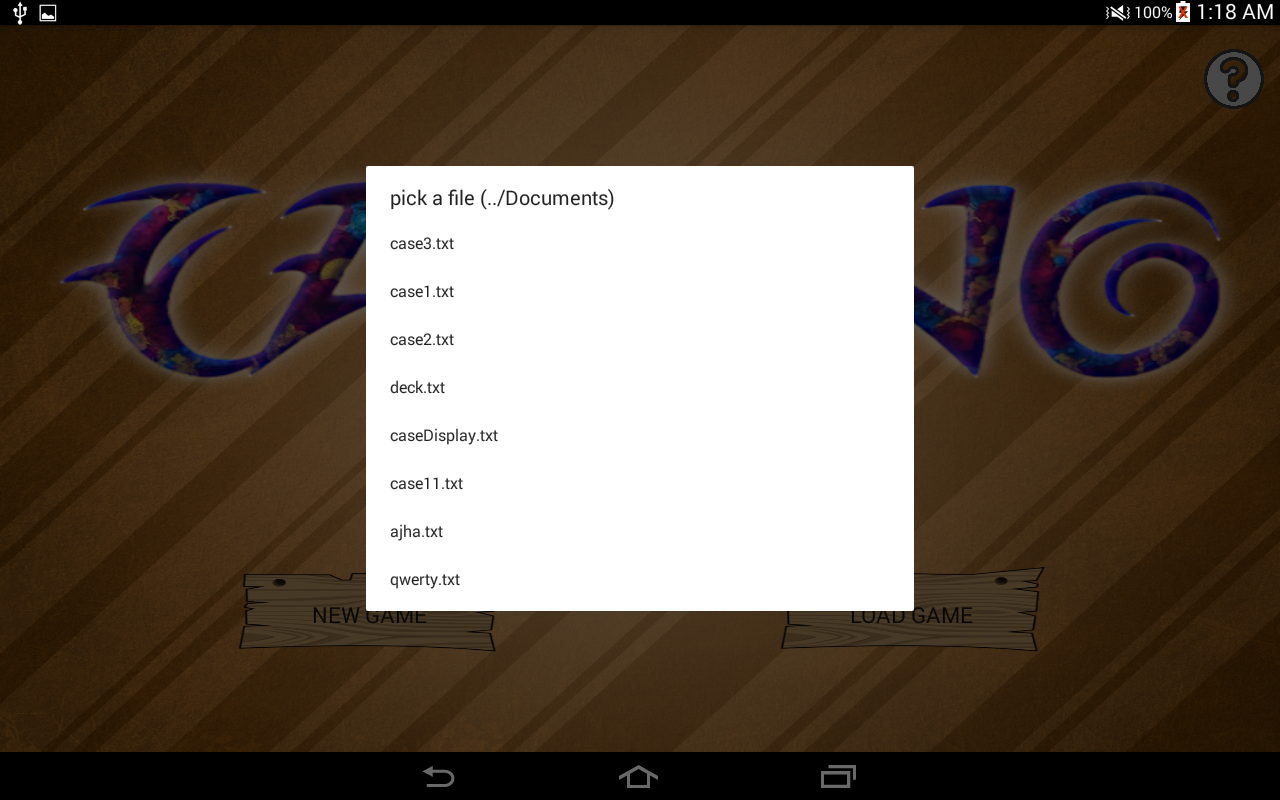 100%
1:18 AM
pick a file (../Documents)
case3.txt
case1.txt
case2.txt
deck.txt
caseDisplay.txt
case11.txt
ajha.txt
qwerty.txt
NEW GAME
LOAD GAME